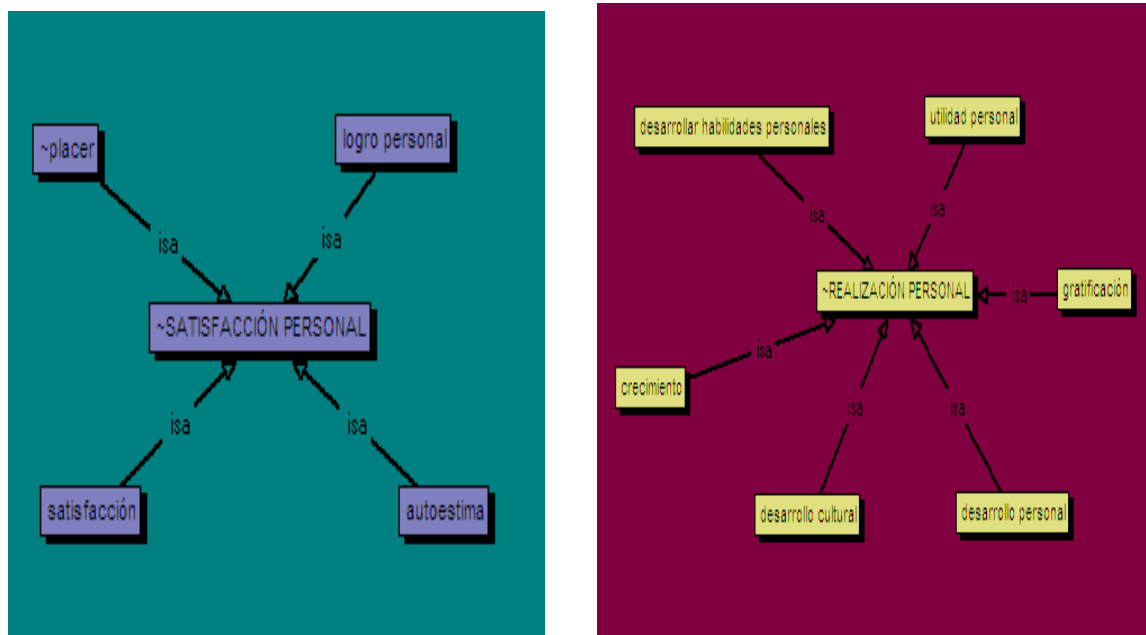 ~placer
logro personal
isa
isa
~SATISFACCIÓN PERSONAL
isa
isa
satisfacción
autoestima
desarrollar habilidades personales
utilidad personal
isa
isa
~REALIZACIÓN PERSONAL
isa
gratificación
isa
crecimiento
isa
isa
desarrollo cultural
desarrollo personal